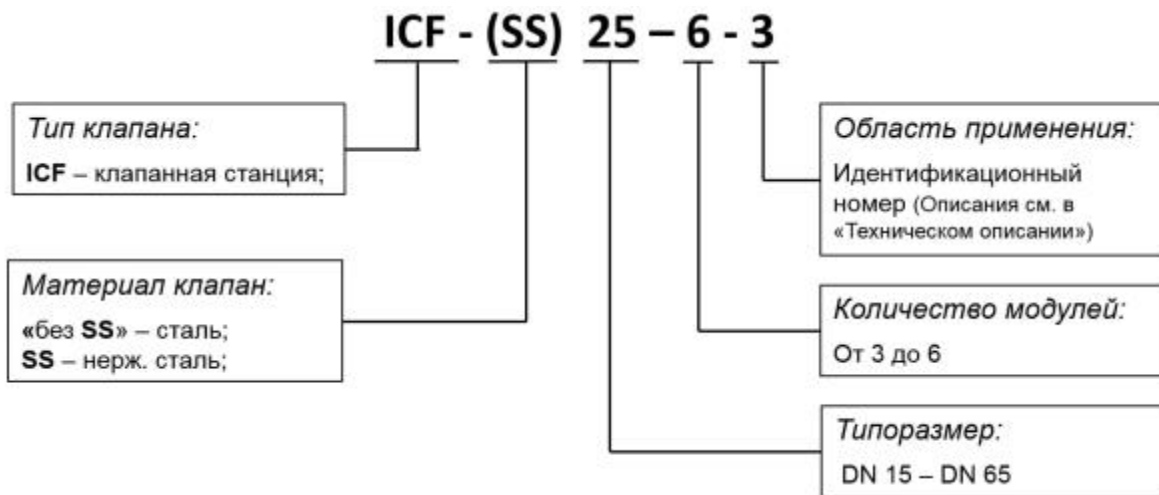 ICF - (SS) 25 – 6 - 3
Тип клапана:
ICF – клапанная станция;
Материал клапан:
«без SS» – сталь;
SS – нерж. сталь;
Область применения:
Идентификационный
номер (Описания см. в
«Техническом описании»)
Количество модулей:
От 3 до 6
Типоразмер:
DN 15 – DN 65